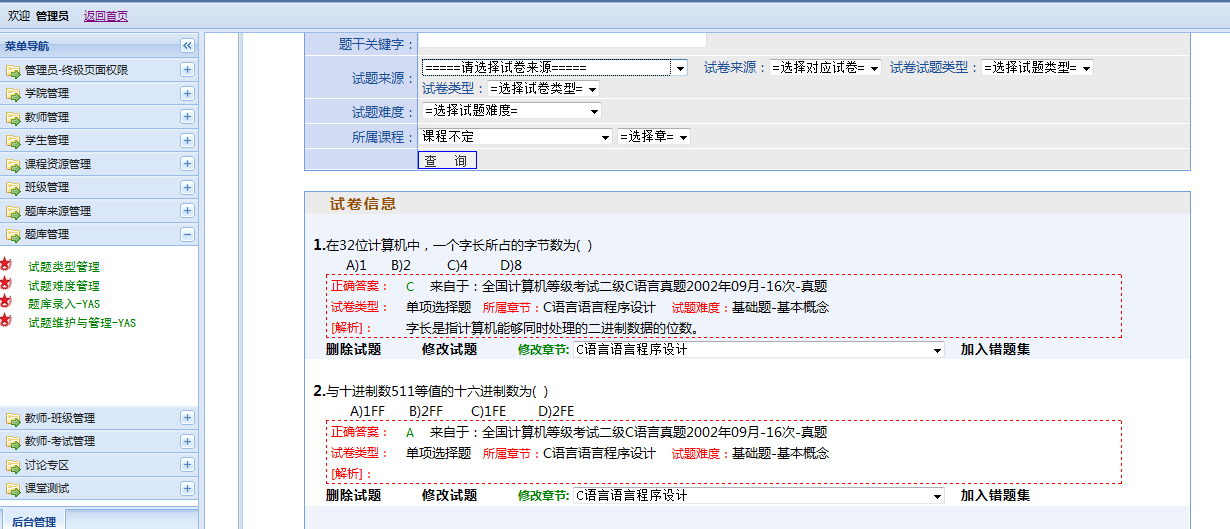 欢迎 管理员 返回首页
菜单导航
管理员-终极页面权限
学院管理
教师管理
学生管理
课程资源管理
班级管理
题库来源管理
题库管理
试题类型管理
试题难度管理
题库录入-YAS
试题维护与管理-YAS
教师-班级管理
教师-考试管理
讨论专区
课堂测试
后台管理
题干关键字：
试题来源： =====请选择试卷来源===== 试卷来源：=选择对应试卷= 试卷试题类型：=选择试题类型=
试卷类型：=选择试卷类型=
试题难度： =选择试题难度=
所属课程： 课程不定 =选择章=
查 询
试卷信息
1.在32位计算机中，一个字长所占的字节数为( )
A)1 B)2 C)4 D)8
正确答案： C 来自于：全国计算机等级考试二级C语言真题2002年09月-16次-真题
试卷类型： 单项选择题 所属章节：C语言语言程序设计 试题难度：基础题-基本概念
[解析]： 字长是指计算机能够同时处理的二进制数据的位数。
删除试题 修改试题 修改章节: C语言语言程序设计 加入错题集
2.与十进制数511等值的十六进制数为( )
A)1FF B)2FF C)1FE D)2FE
正确答案： A 来自于：全国计算机等级考试二级C语言真题2002年09月-16次-真题
试卷类型： 单项选择题 所属章节：C语言语言程序设计 试题难度：基础题-基本概念
[解析]：
删除试题 修改试题 修改章节: C语言语言程序设计 加入错题集